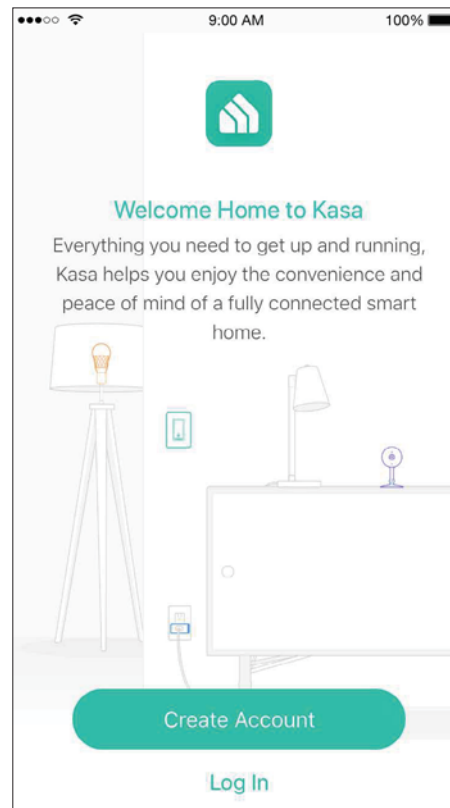 9:00 AM
100%
Welcome Home to Kasa
Everything you need to get up and running,
Kasa helps you enjoy the convenience and
peace of mind of a fully connected smart
home.
Create Account
Log In